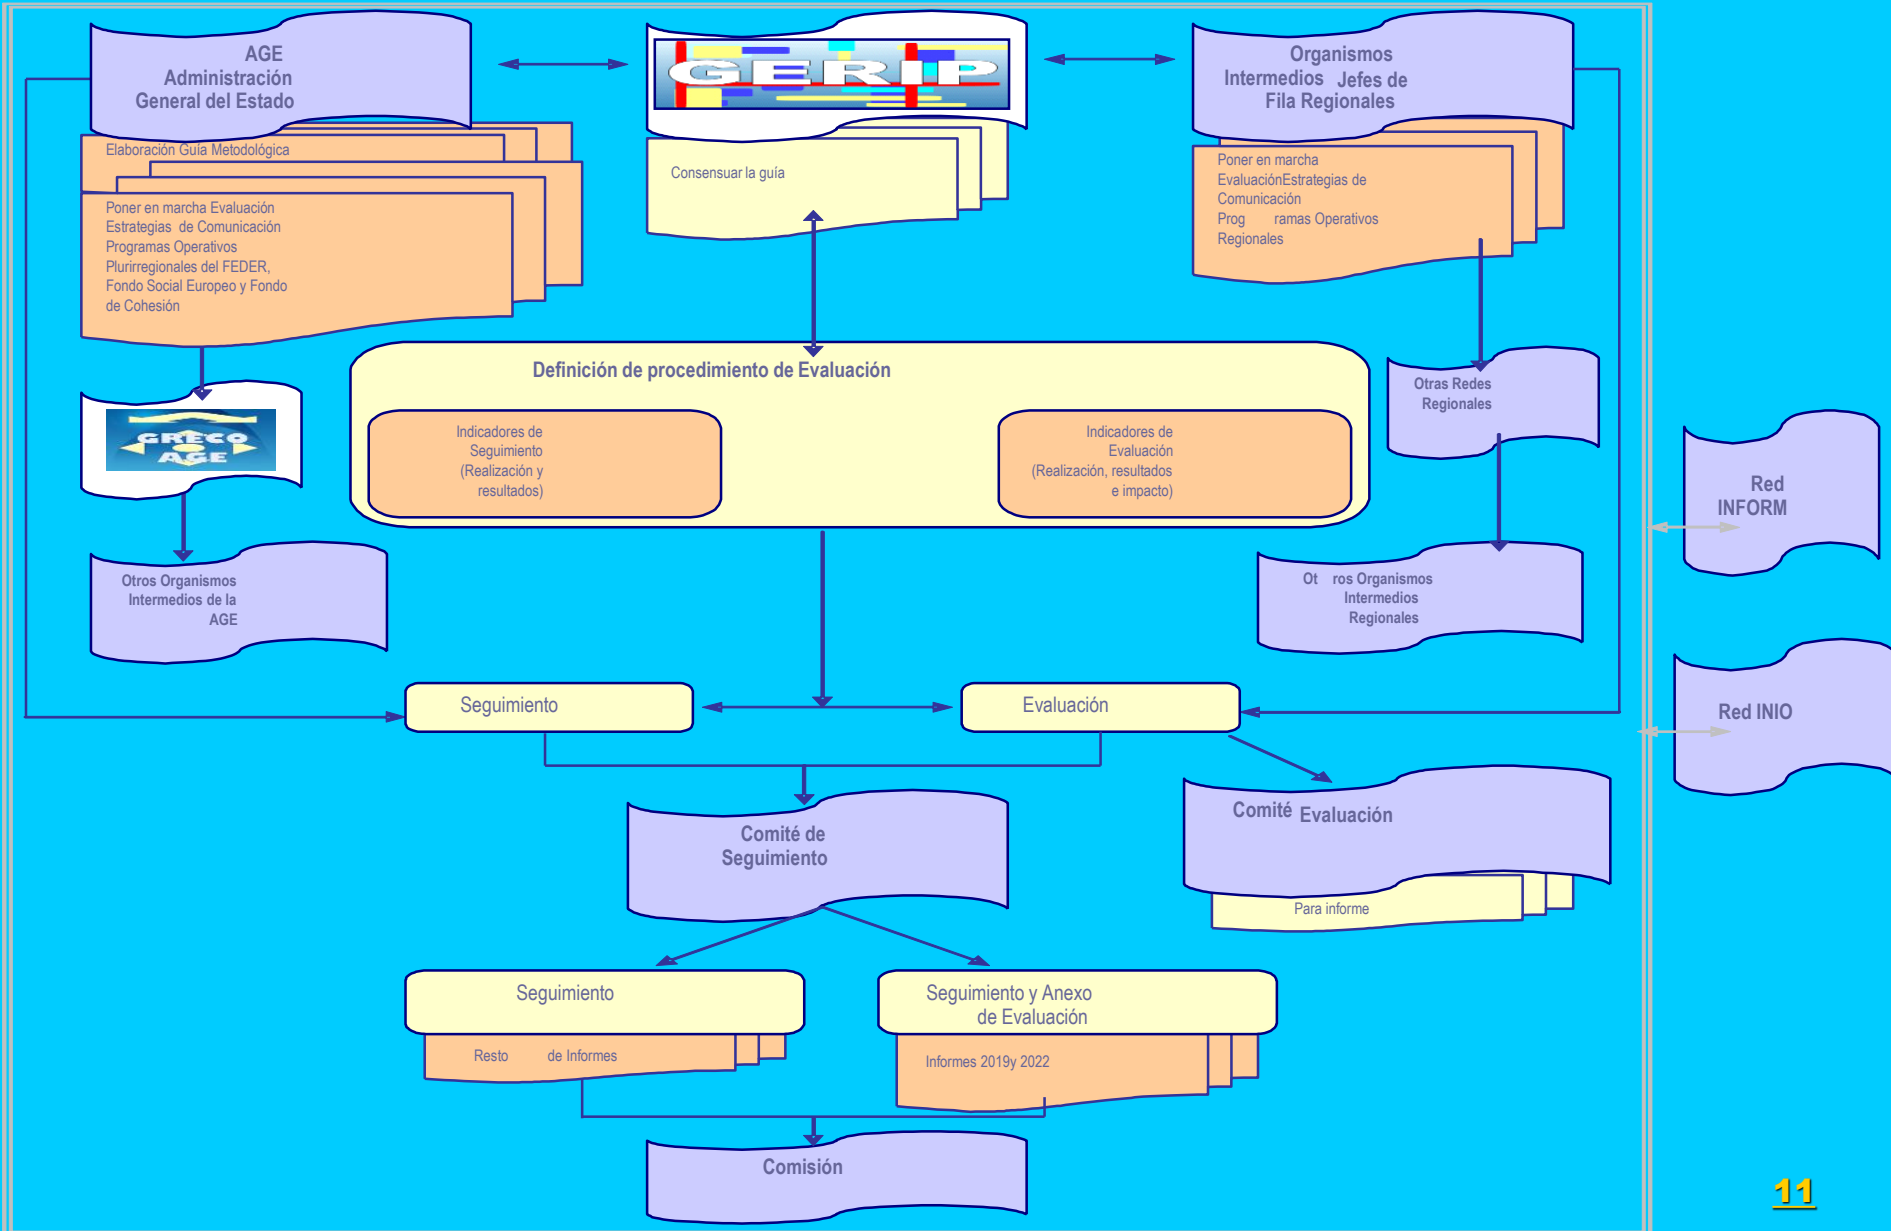 AGE
Administración
General del Estado
GERIP
Organismos
Intermedios Jefes de
Fila Regionales
Elaboración Guía Metodológica
Poner en marcha Evaluación
Estrategias de Comunicación
Programas Operativos
Plurirregionales del FEDER,
Fondo Social Europeo y Fondo
de Cohesión
Consensuar la guía
Poner en marcha
EvaluaciónEstrategias de
Comunicación
Prog ramas Operativos
Regionales
Definición de procedimiento de Evaluación
Indicadores de
Seguimiento
(Realización y
resultados)
Indicadores de
Evaluación
(Realización, resultados
e impacto)
GRECO
AGE
Otras Redes
Regionales
Otros Organismos
Intermedios de la
AGE
Ot ros Organismos
Intermedios
Regionales
Red
INFORM
Red INIO
Seguimiento
Evaluación
Comité de
Seguimiento
Comité Evaluación
Para informe
Seguimiento
Resto de Informes
Seguimiento y Anexo
de Evaluación
Informes 2019y 2022
Comisión
11